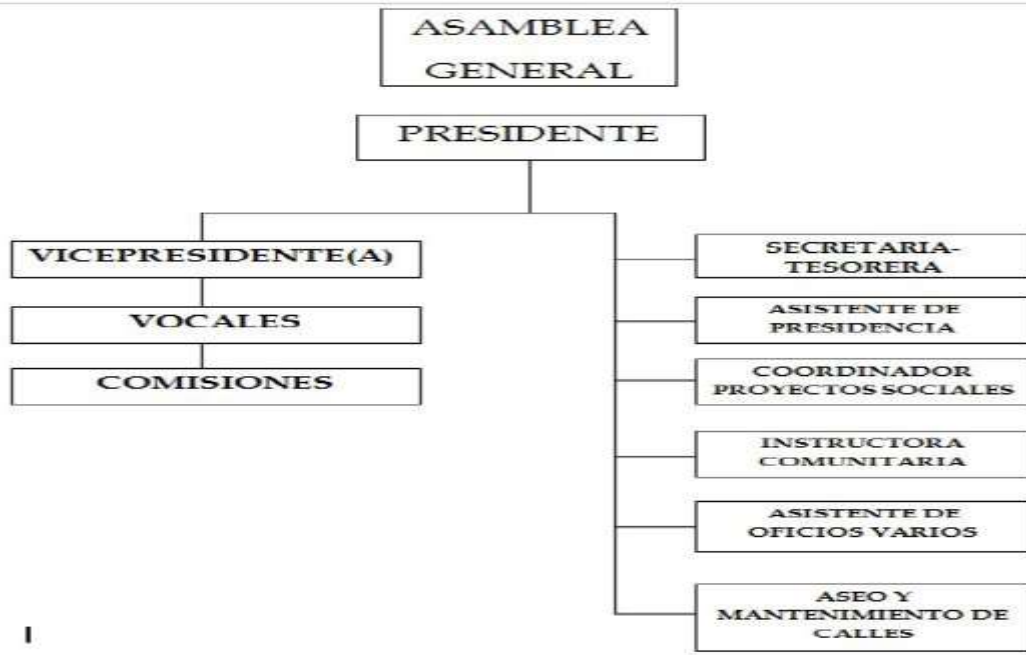 ASAMBLEA
GENERAL
PRESIDENTE
VICEPRESIDENTE(A)
VOCALES
COMISIONES
SECRETARIA-
TESORERA
ASISTENTE DE
PRESIDENCIA
COORDINADOR
PROYECTOS SOCIALES
INSTRUCTORA
COMUNITARIA
ASISTENTE DE
OFICIOS VARIOS
ASEO Y
MANTENIMIENTO DE
CALLES
I